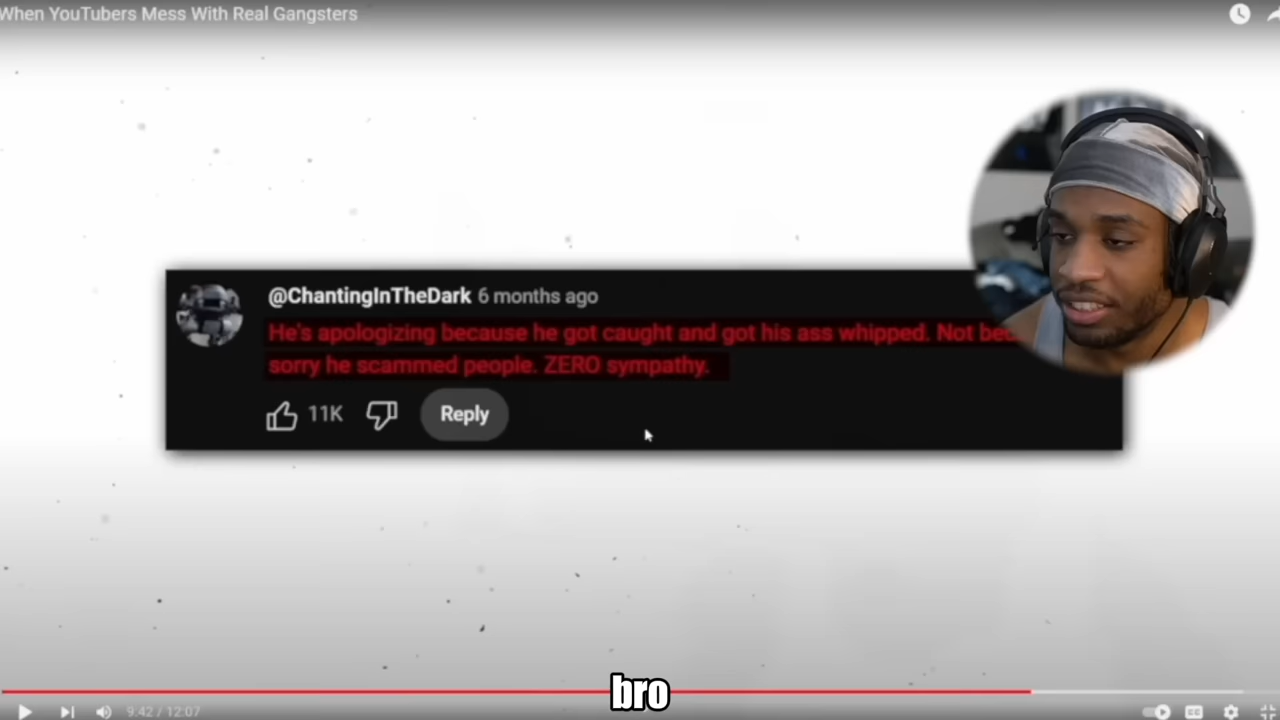 When YouTubers Mess With Real Gangsters
@ChantingInTheDark 6 months ago
He's apologizing because he got caught and got his ass whipped. Not
sorry he scammed people. ZERO sympathy.
11K
Reply
bro
9:42 / 12:07
CC